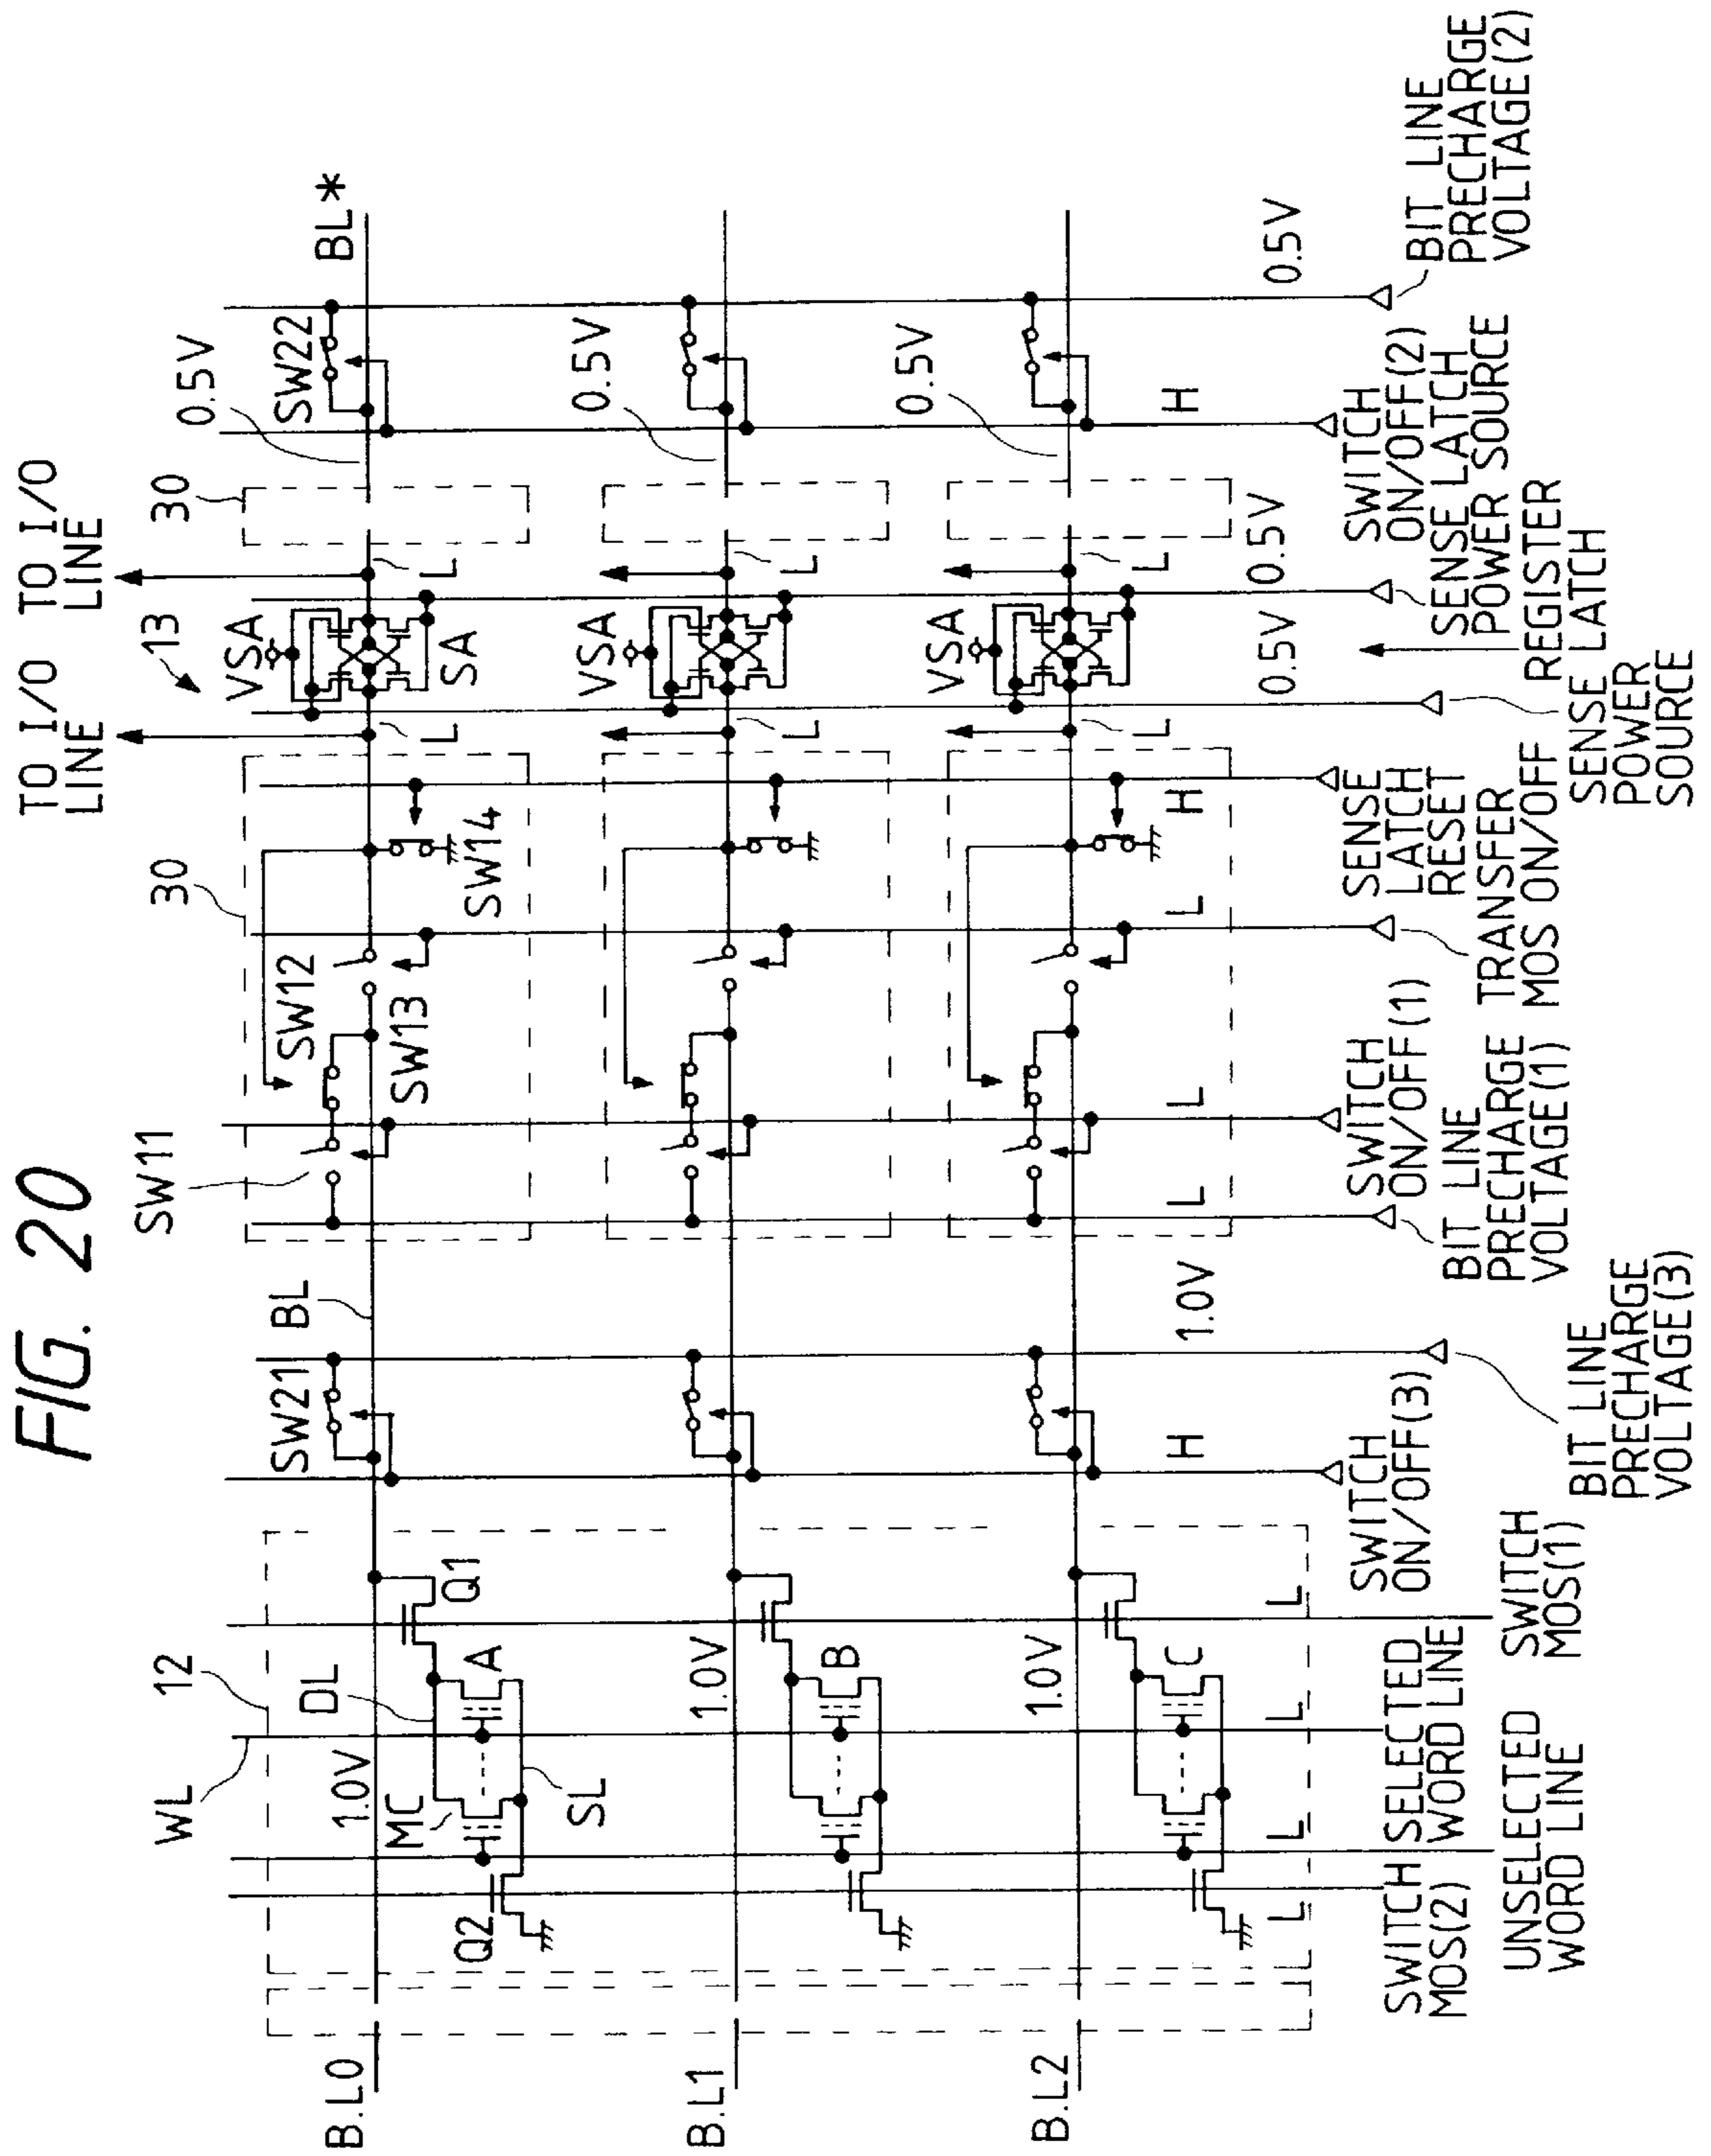 FIG. 20
TO I/O
LINE
TO I/O
LINE
WL
12
SW11
30
13
30
0.5V
BL*
DL
SW21
BL
SW12
VSA
SW22
B.L0
1.0V
MC
A
Q1
SW13
SW14
L
SA
L
Q2
SL
B.L1
1.0V
B
VSA
L
L
0.5V
B.L2
1.0V
C
VSA
L
L
0.5V
L
L
L
L
H
1.0V
L
L
L
H
0.5V
0.5V
H
0.5V
SWITCH
MOS(2)
UNSELECTED
WORD LINE
SELECTED
WORD LINE
SWITCH
MOS(1)
SWITCH
ON/OFF(3)
BIT LINE
PRECHARGE
VOLTAGE(3)
BIT LINE
PRECHARGE
VOLTAGE(1)
SWITCH
ON/OFF(1)
TRANSFER
MOS ON/OFF
SENSE
LATCH
RESET
SENSE LATCH
POWER
SOURCE
REGISTER
SENSE LATCH
POWER SOURCE
SWITCH
ON/OFF(2)
BIT LINE
PRECHARGE
VOLTAGE(2)